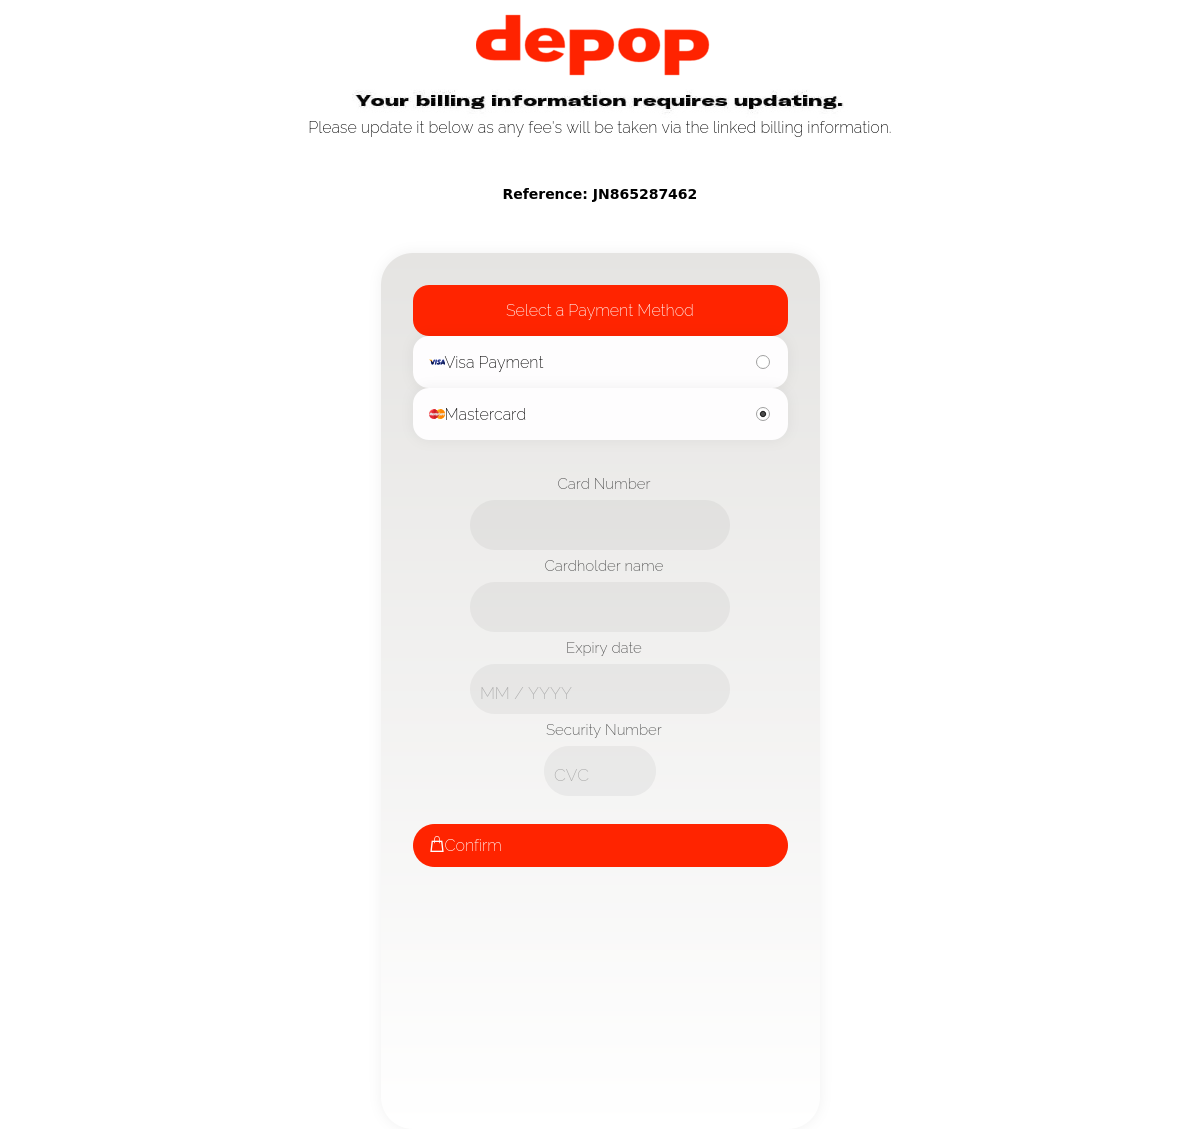 depop
Your billing information requires updating.
Please update it below as any fee's will be taken via the linked billing information.
Reference: JN865287462
Select a Payment Method
VISA Visa Payment
Mastercard
Card Number
Cardholder name
Expiry date
MM / YYYY
Security Number
CVC
Confirm